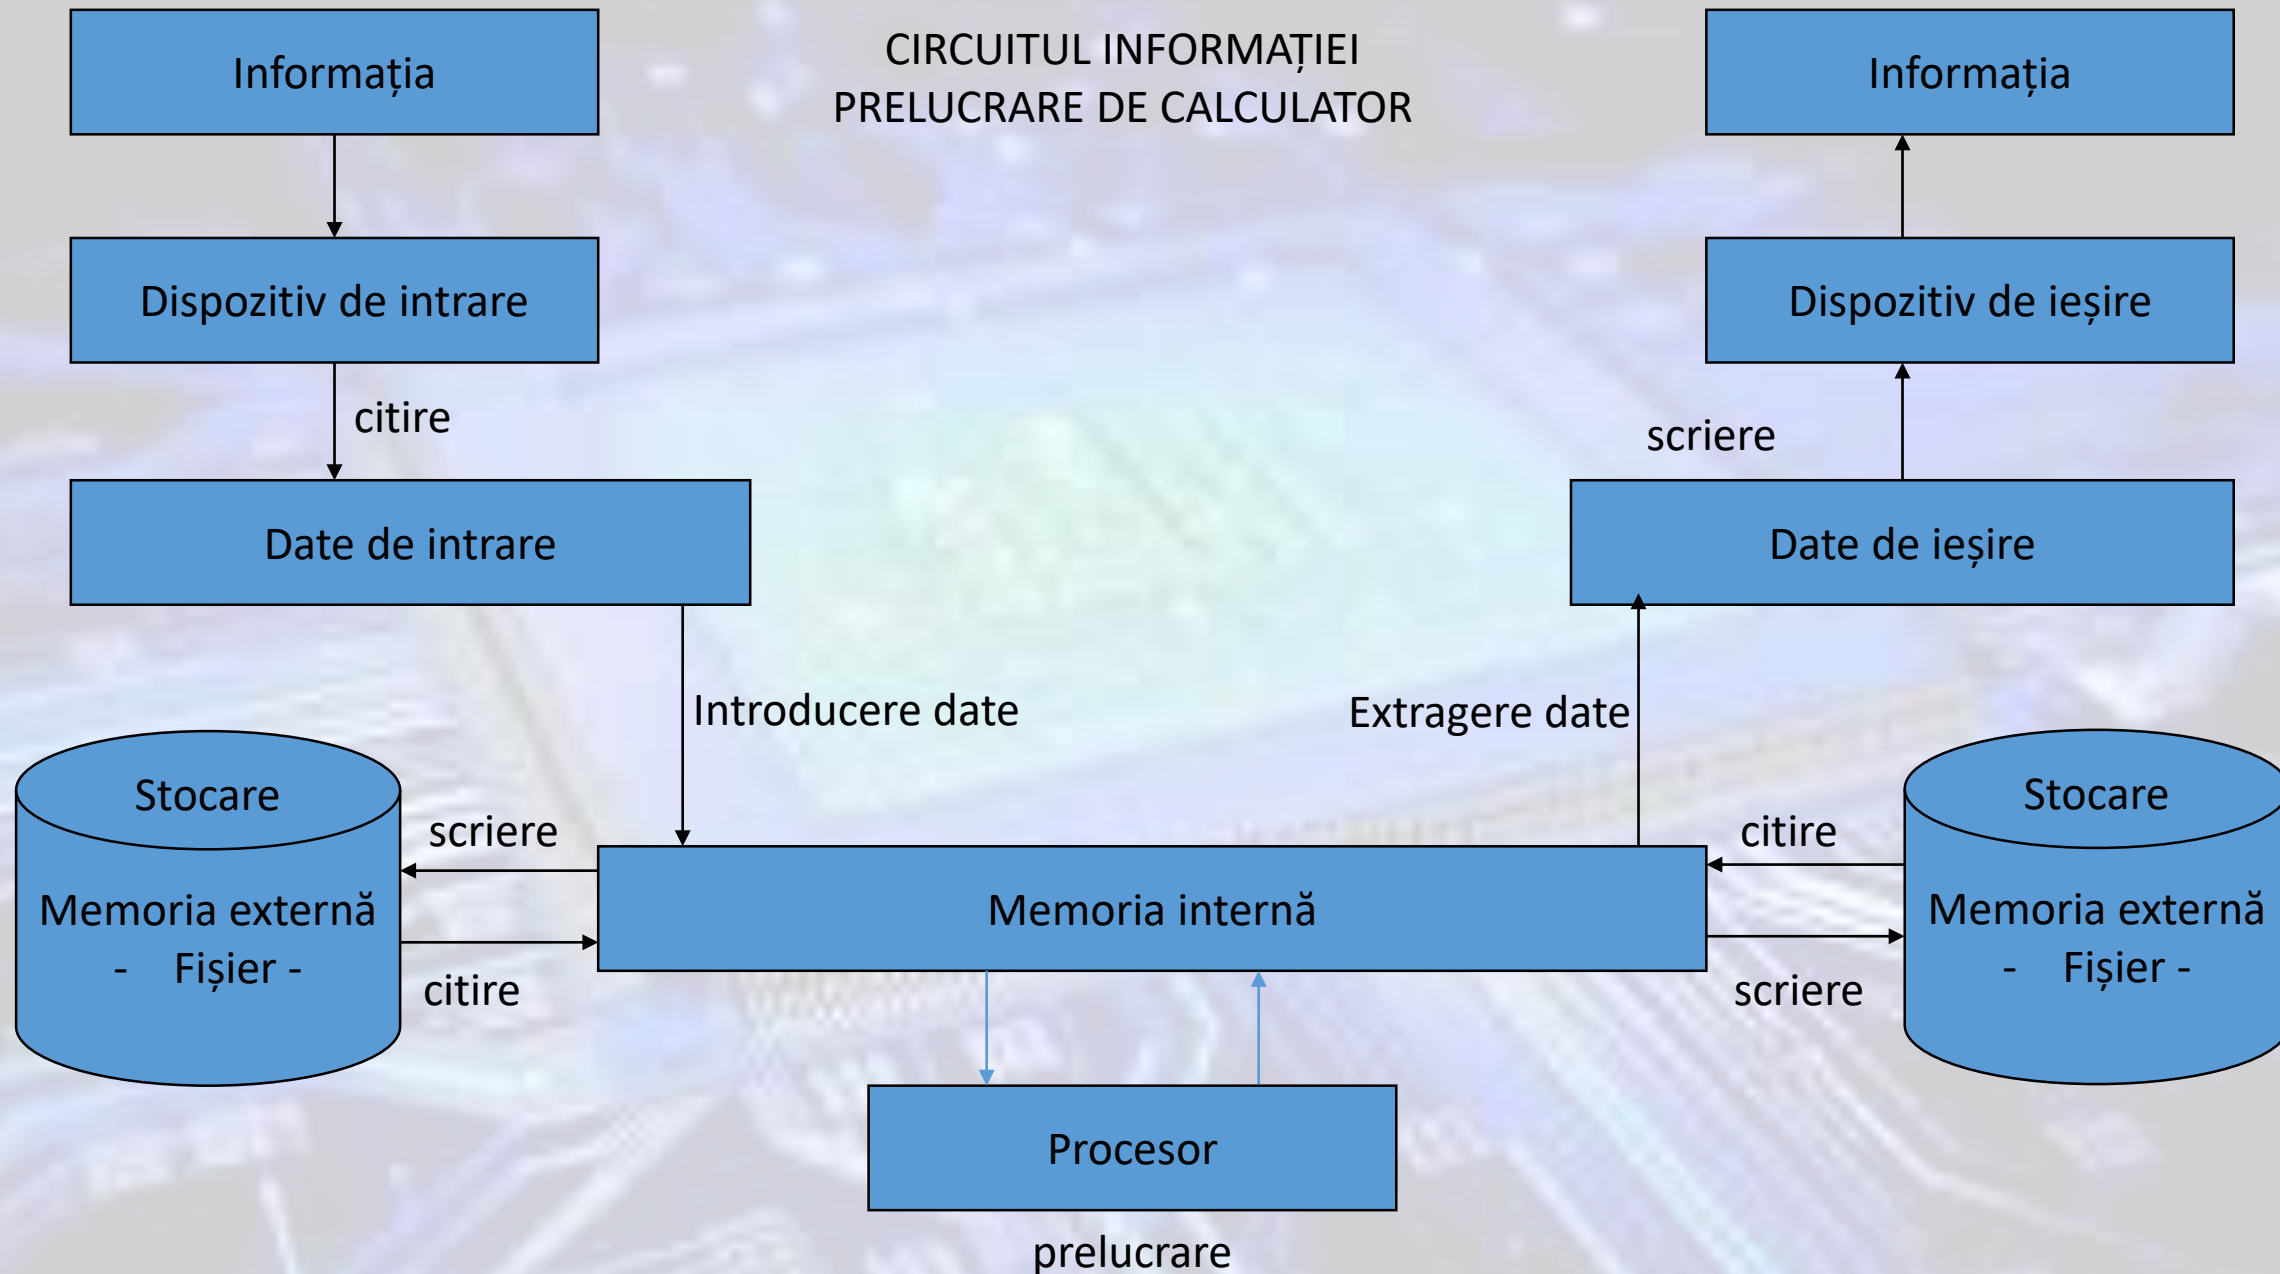 Informația
CIRCUITUL INFORMAȚIEI
PRELUCRARE DE CALCULATOR
Informația
Dispozitiv de intrare
Dispozitiv de ieșire
citire
scriere
Date de intrare
Date de ieșire
Introducere date
Extragere date
Stocare
Memoria externă
- Fișier -
scriere
citire
Memoria internă
citire
scriere
Stocare
Memoria externă
- Fișier -
Procesor
prelucrare